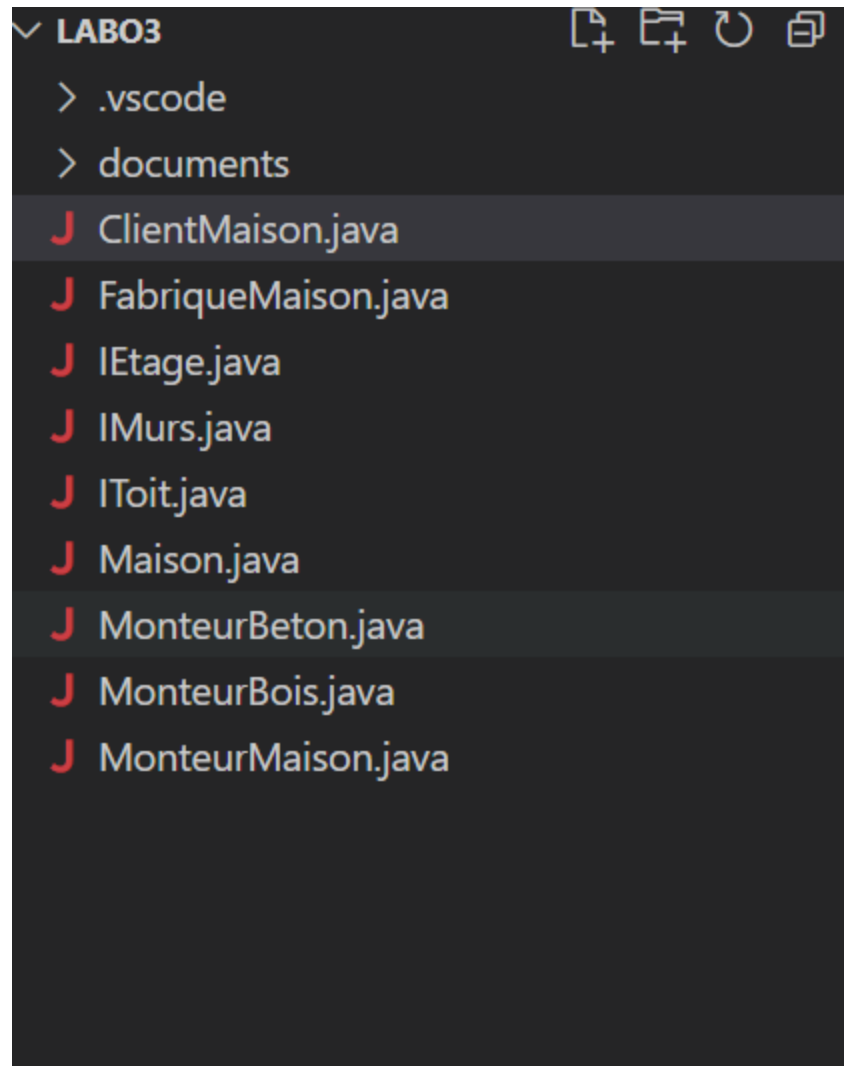 LABO3
.vscode
documents
J ClientMaison.java
J FabriqueMaison.java
J IEtage.java
J IMurs.java
J IToit.java
J Maison.java
J MonteurBeton.java
J MonteurBois.java
J MonteurMaison.java